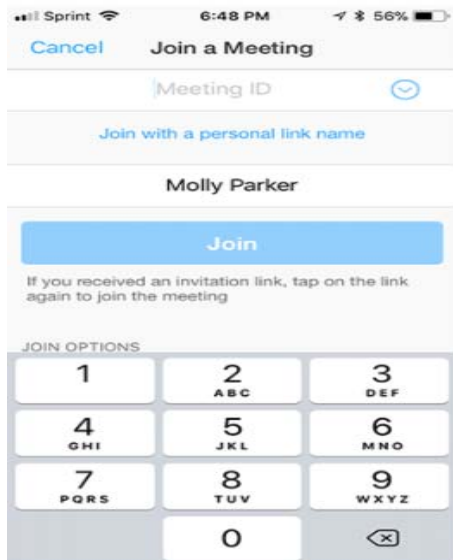 Sprint 6:48 PM 56%
Cancel Join a Meeting
Meeting ID
Join with a personal link name
Molly Parker
Join
If you received an invitation link, tap on the link
again to join the meeting
JOIN OPTIONS
1 2 3
ABC DEF
4 5 6
GHI JKL MNO
7 8 9
PQRS TUV WXYZ
0